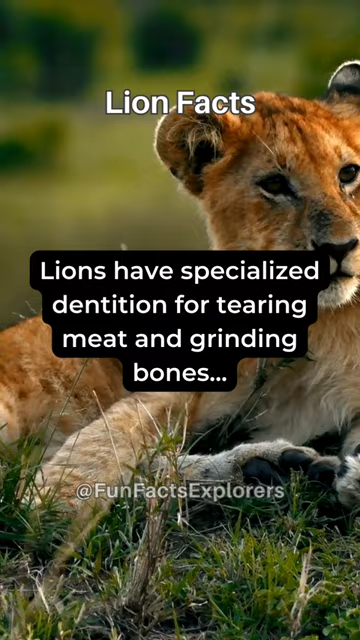 Lion Facts
Lions have specialized
dentition for tearing
meat and grinding
bones...
@FunFactsExplorers